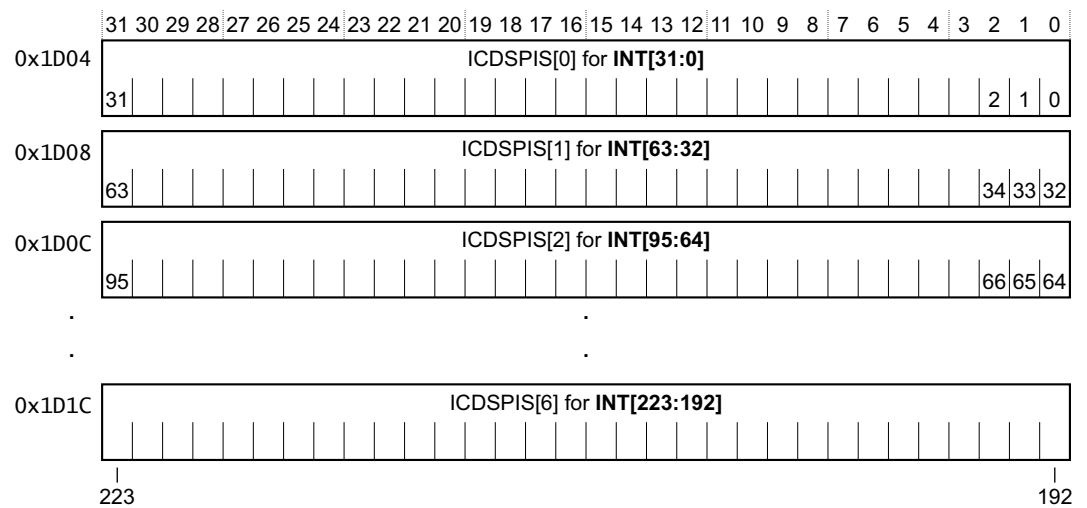 31 30 29 28 27 26 25 24 23 22 21 20 19 18 17 16 15 14 13 12 11 10 9 8 7 6 5 4 3 2 1 0
0x1D04 ICDSPIS[0] for INT[31:0]
31 2 1 0
0x1D08 ICDSPIS[1] for INT[63:32]
63 34 33 32
0x1D0C ICDSPIS[2] for INT[95:64]
95 66 65 64
. .
. .
0x1D1C ICDSPIS[6] for INT[223:192]
223 192